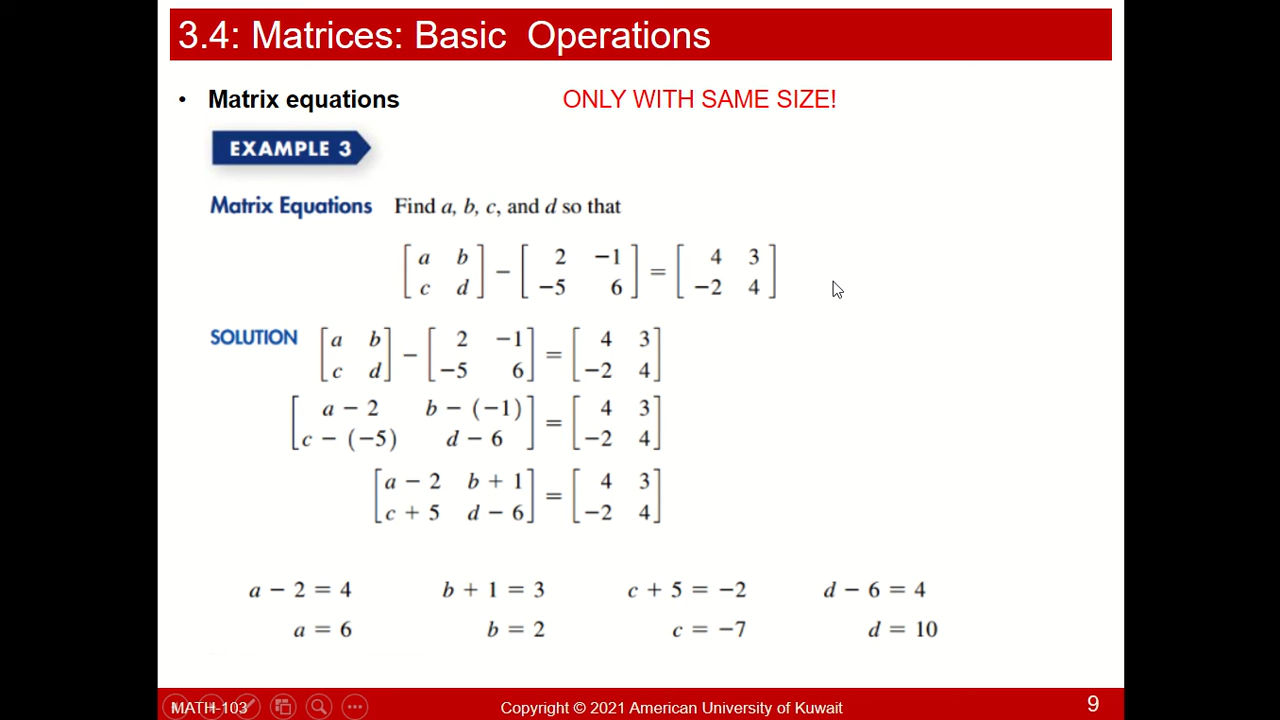 3.4: Matrices: Basic Operations
• Matrix equations ONLY WITH SAME SIZE!
EXAMPLE 3
Matrix Equations Find a, b, c, and d so that
[a b; c d] − [2 −1; −5 6] = [4 3; −2 4]
SOLUTION [a b; c d] − [2 −1; −5 6] = [4 3; −2 4]
[a − 2 b − (−1); c − (−5) d − 6] = [4 3; −2 4]
[a − 2 b + 1; c + 5 d − 6] = [4 3; −2 4]
a − 2 = 4 b + 1 = 3 c + 5 = −2 d − 6 = 4
a = 6 b = 2 c = −7 d = 10
MATH-103 Copyright © 2021 American University of Kuwait 9